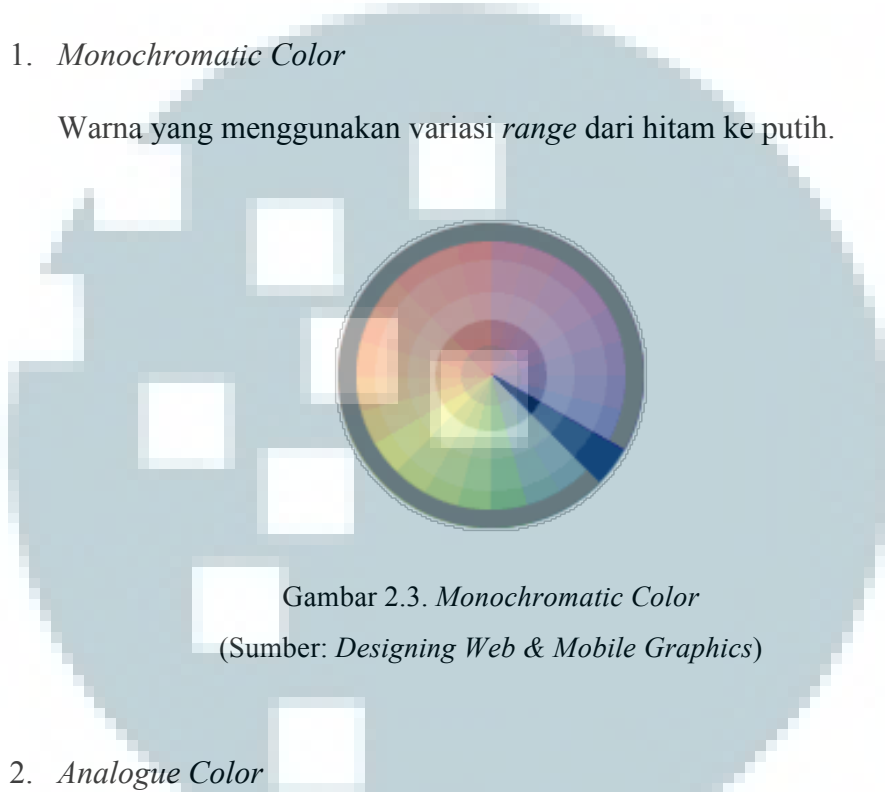 1. Monochromatic Color
Warna yang menggunakan variasi range dari hitam ke putih.
Gambar 2.3. Monochromatic Color
(Sumber: Designing Web & Mobile Graphics)
2. Analogue Color